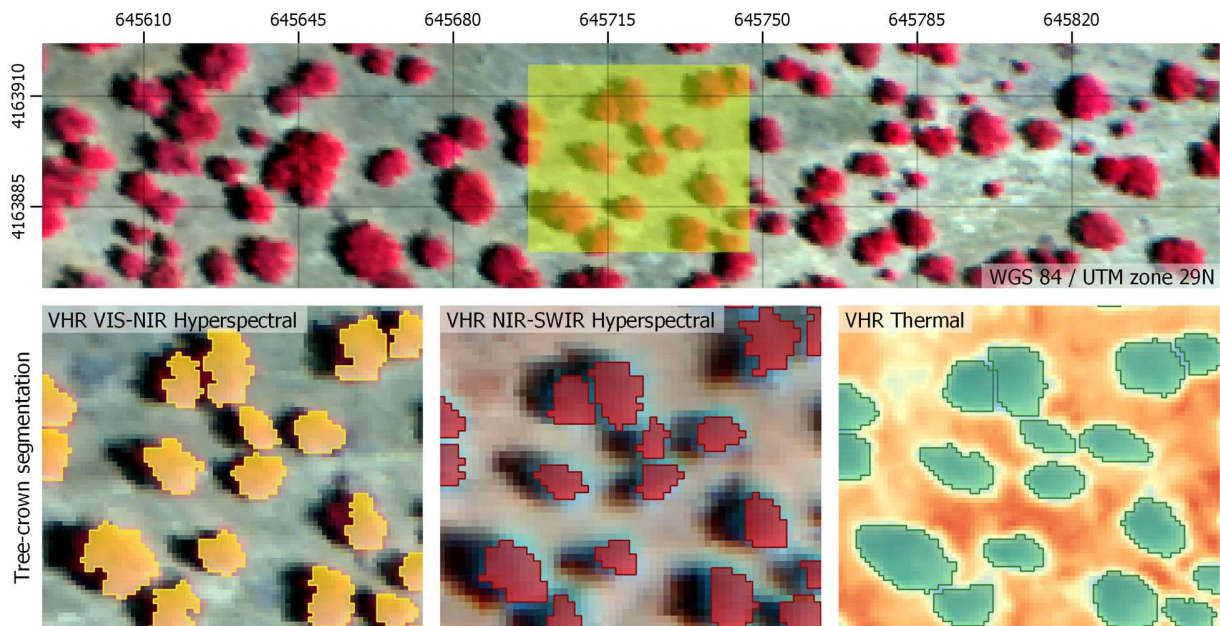 645610 645645 645680 645715 645750 645785 645820
4163910
4163885
WGS 84 / UTM zone 29N
VHR VIS-NIR Hyperspectral
VHR NIR-SWIR Hyperspectral
VHR Thermal
Tree-crown segmentation